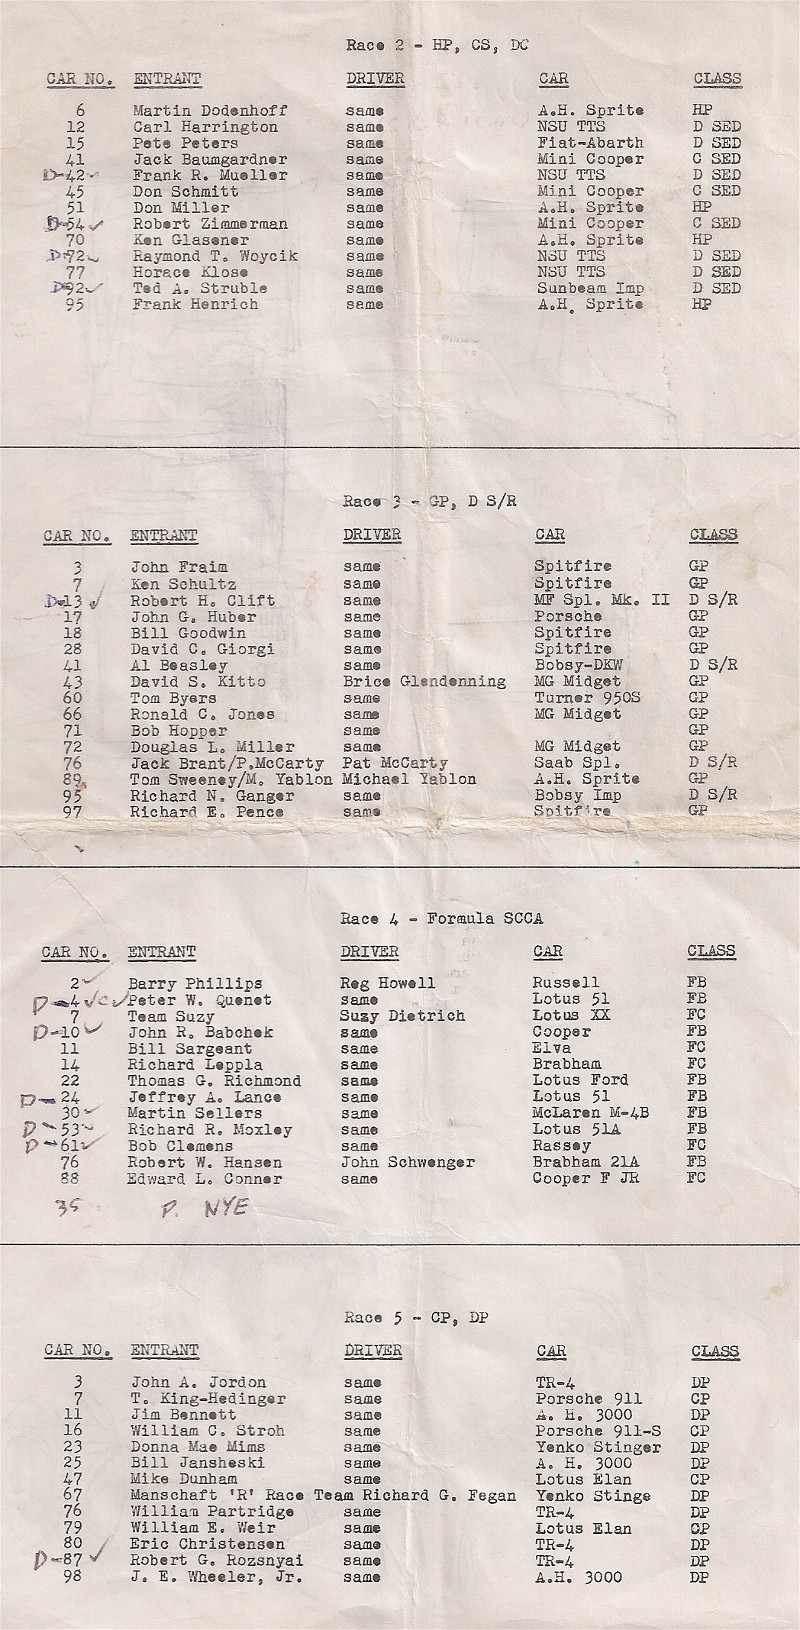 Race 2 - HP, CS, DC
CAR NO. ENTRANT DRIVER CAR CLASS
6 Martin Dodenhoff same A.H. Sprite HP
12 Carl Harrington same NSU TTS D SED
15 Pete Peters same Fiat-Abarth D SED
41 Jack Baumgardner same Mini Cooper C SED
D-42 ✓ Frank R. Mueller same NSU TTS D SED
45 Don Schmitt same Mini Cooper C SED
51 Don Miller same A.H. Sprite HP
D-54 ✓ Robert Zimmerman same Mini Cooper C SED
70 Ken Glasener same A.H. Sprite HP
D-72 ✓ Raymond T. Woycik same NSU TTS D SED
77 Horace Klose same NSU TTS D SED
D-92 ✓ Ted A. Struble same Sunbeam Imp D SED
95 Frank Henrich same A.H. Sprite HP
Race 3 - GP, D S/R
CAR NO. ENTRANT DRIVER CAR CLASS
3 John Fraim same Spitfire GP
7 Ken Schultz same Spitfire GP
D-13 ✓ Robert H. Clift same MF Spl. Mk. II D S/R
17 John G. Huber same Porsche GP
18 Bill Goodwin same Spitfire GP
28 David C. Giorgi same Spitfire GP
41 Al Beasley same Bobsy-DKW D S/R
43 David S. Kitto Brice Glendenning MG Midget GP
60 Tom Byers same Turner 950S GP
66 Ronald C. Jones same MG Midget GP
71 Bob Hopper same GP
72 Douglas L. Miller same MG Midget GP
76 Jack Brant/P.McCarty Pat McCarty Saab Spl. D S/R
89 Tom Sweeney/M. Yablon Michael Yablon A.H. Sprite GP
95 Richard N. Ganger same Bobsy Imp D S/R
97 Richard E. Pence same Spitfire GP
Race 4 - Formula SCCA
CAR NO. ENTRANT DRIVER CAR CLASS
2 ✓ Barry Phillips Reg Howell Russell FB
D-4 ✓ Peter W. Quenet same Lotus 51 FB
7 Team Suzy Suzy Dietrich Lotus XX FC
D-10 ✓ John R. Babchek same Cooper FB
11 Bill Sargeant same Elva FC
14 Richard Leppla same Brabham FC
22 Thomas G. Richmond same Lotus Ford FB
D-24 Jeffrey A. Lance same Lotus 51 FB
30 ✓ Martin Sellers same McLaren M-4B FB
D-53 ✓ Richard R. Moxley same Lotus 51A FB
D-61 ✓ Bob Clemens same Rassey FC
76 Robert W. Hansen John Schwenger Brabham 21A FB
88 Edward L. Conner same Cooper F JR FC
35 P. NYE
Race 5 - CP, DP
CAR NO. ENTRANT DRIVER CAR CLASS
3 John A. Jordon same TR-4 DP
7 T. King-Hedinger same Porsche 911 CP
11 Jim Bennett same A. H. 3000 DP
16 William C. Stroh same Porsche 911-S CP
23 Donna Mae Mims same Yenko Stinger DP
25 Bill Jansheski same A. H. 3000 DP
47 Mike Dunham same Lotus Elan CP
67 Manschaft 'R' Race Team Richard G. Fegan Yenko Stinge DP
76 William Partridge same TR-4 DP
79 William E. Weir same Lotus Elan CP
80 Eric Christensen same TR-4 DP
D-87 ✓ Robert G. Rozsnyai same TR-4 DP
98 J. E. Wheeler, Jr. same A.H. 3000 DP